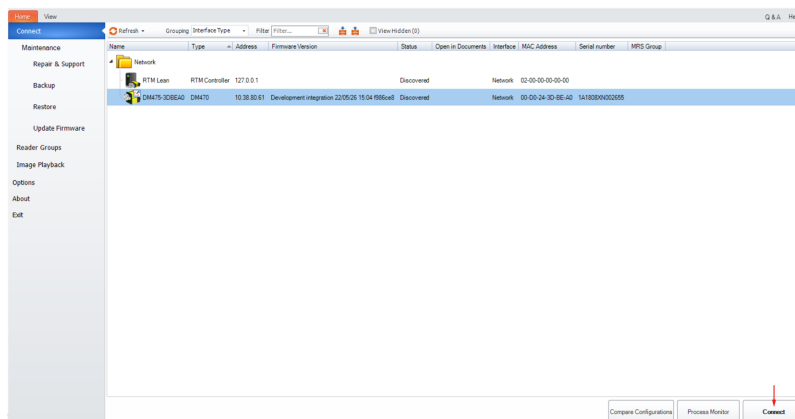 Home View Q & A
Connect Refresh Grouping Interface Type Filter Filter... View Hidden (0)
Maintenance Name Type Address Firmware Version Status Open in Documents Interface MAC Address Serial number MRS Group
Network
Repair & Support
RTM Lean RTM Controller 127.0.0.1 Discovered Network 02-00-00-00-00-00
Backup
DM475-3DBEA0 DM470 10.38.80.61 Development integration 22/05/26 15:04 f986ce8 Discovered Network 00-D0-24-3D-BE-A0 1A1808XN002655
Restore
Update Firmware
Reader Groups
Image Playback
Options
About
Exit
Compare Configurations Process Monitor Connect